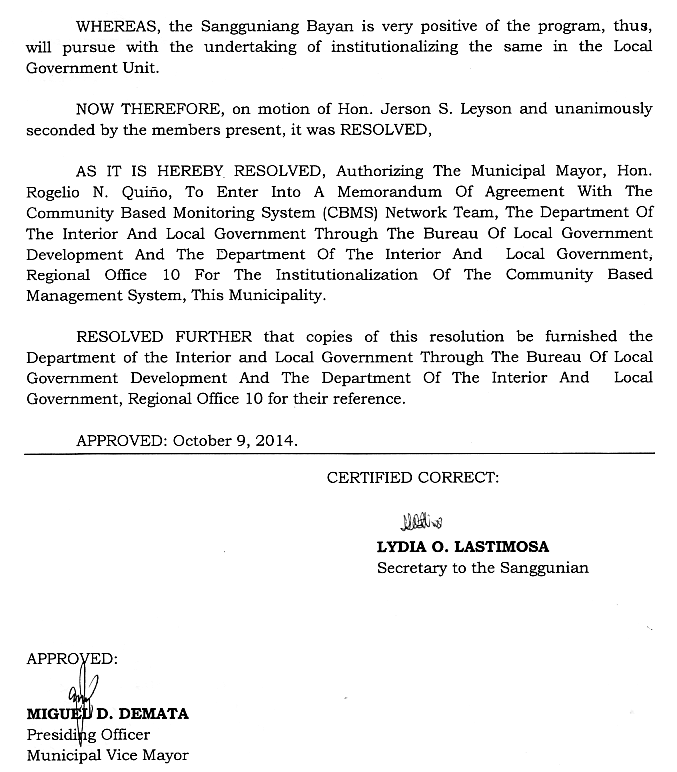 WHEREAS, the Sangguniang Bayan is very positive of the program, thus,
will pursue with the undertaking of institutionalizing the same in the Local
Government Unit.
NOW THEREFORE, on motion of Hon. Jerson S. Leyson and unanimously
seconded by the members present, it was RESOLVED,
AS IT IS HEREBY RESOLVED, Authorizing The Municipal Mayor, Hon.
Rogelio N. Quiño, To Enter Into A Memorandum Of Agreement With The
Community Based Monitoring System (CBMS) Network Team, The Department Of
The Interior And Local Government Through The Bureau Of Local Government
Development And The Department Of The Interior And Local Government,
Regional Office 10 For The Institutionalization Of The Community Based
Management System, This Municipality.
RESOLVED FURTHER that copies of this resolution be furnished the
Department of the Interior and Local Government Through The Bureau Of Local
Government Development And The Department Of The Interior And Local
Government, Regional Office 10 for their reference.
APPROVED: October 9, 2014.
CERTIFIED CORRECT:
LYDIA O. LASTIMOSA
Secretary to the Sanggunian
APPROVED:
MIGUEL D. DEMATA
Presiding Officer
Municipal Vice Mayor